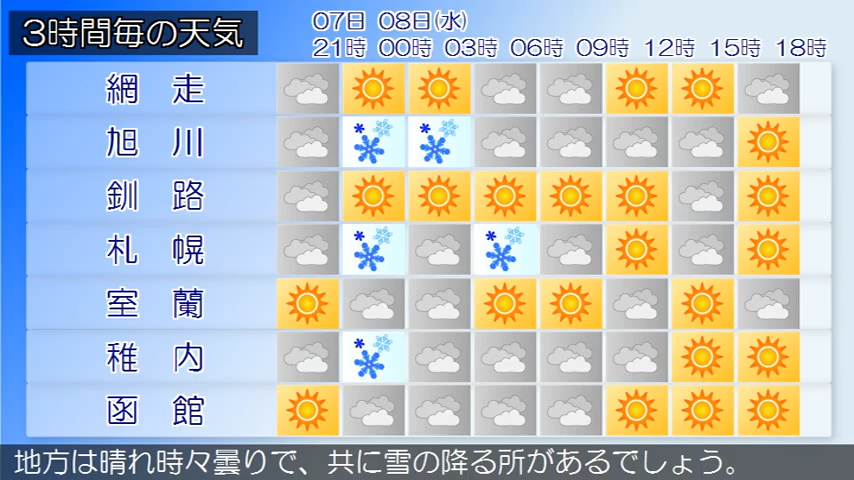 3時間毎の天気
07日 08日(水)
21時 00時 03時 06時 09時 12時 15時 18時
網 走
旭 川
釧 路
札 幌
室 蘭
稚 内
函 館
地方は晴れ時々曇りで、共に雪の降る所があるでしょう。